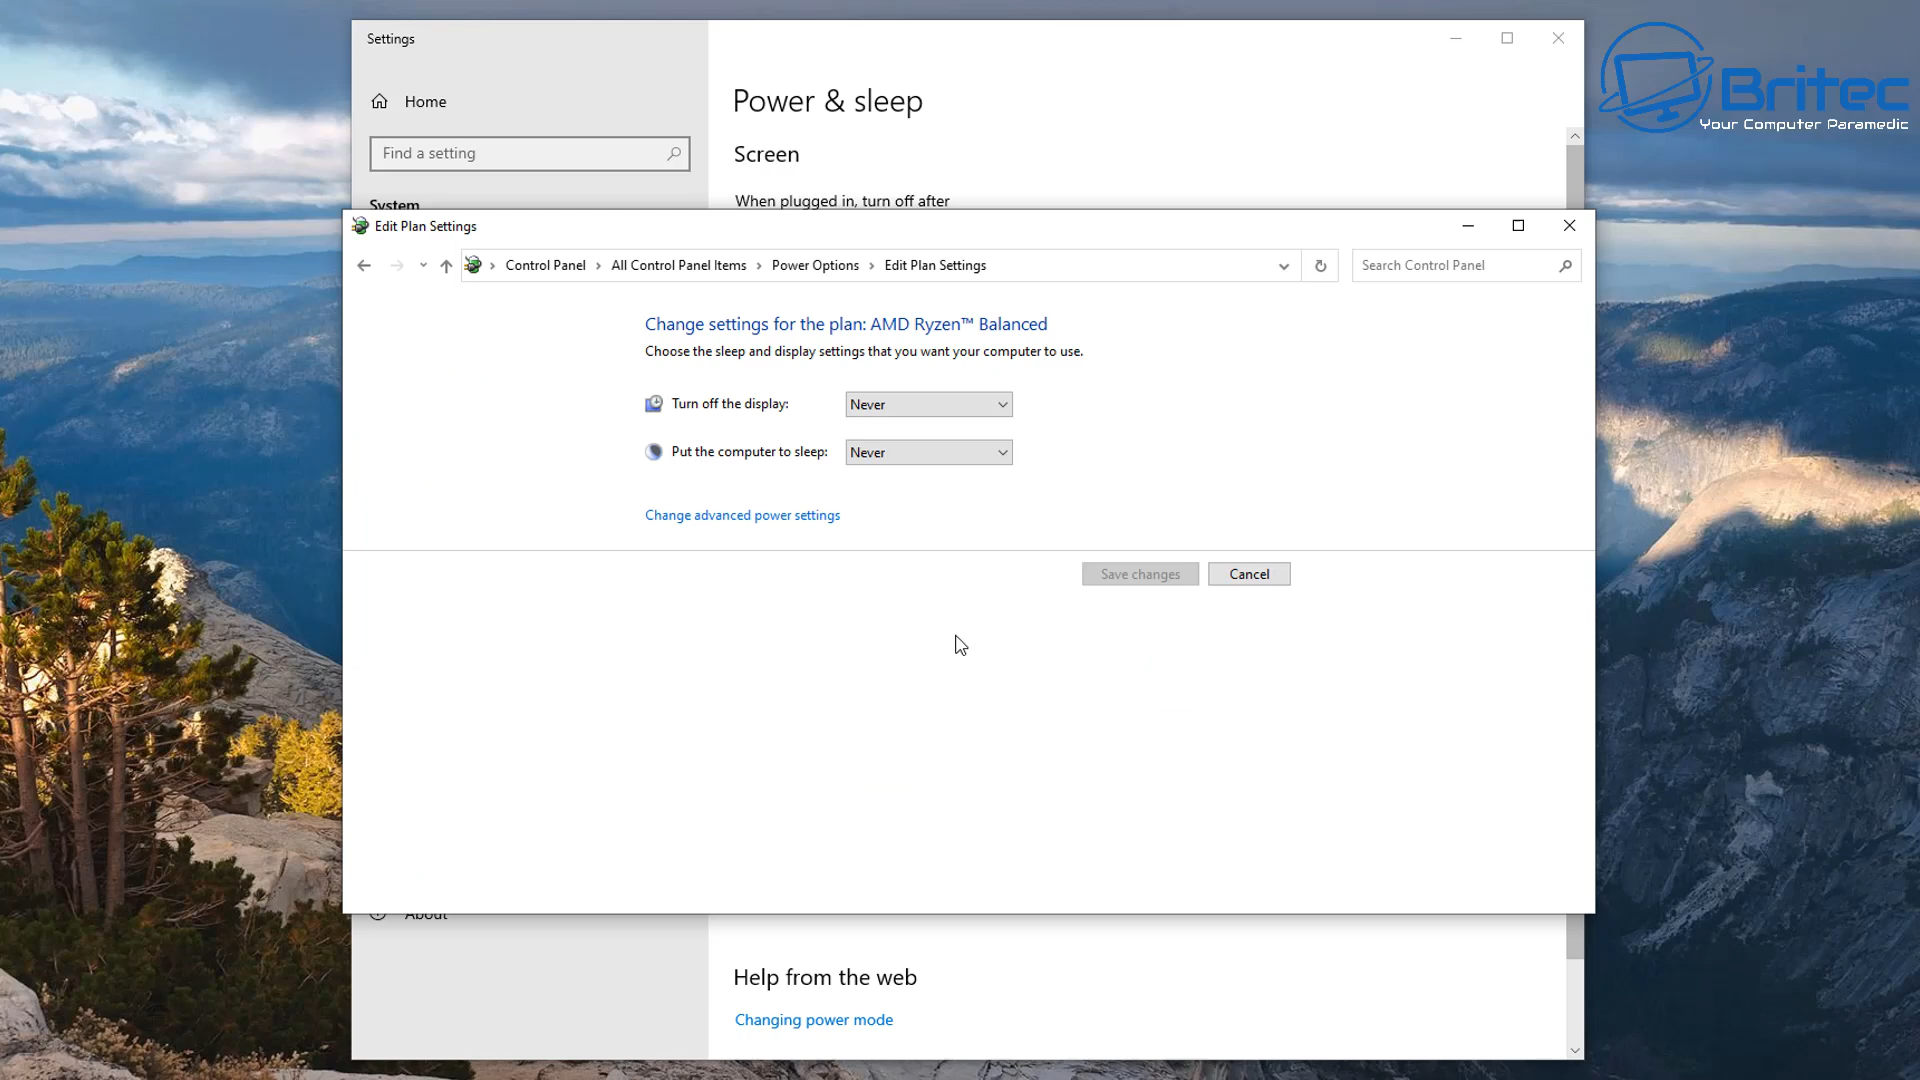 Settings
Home
Find a setting
System
Power & sleep
Screen
When plugged in, turn off after
Britec
Your Computer Paramedic
Edit Plan Settings
Control Panel > All Control Panel Items > Power Options > Edit Plan Settings
Search Control Panel
Change settings for the plan: AMD Ryzen™ Balanced
Choose the sleep and display settings that you want your computer to use.
Turn off the display: Never
Put the computer to sleep: Never
Change advanced power settings
Save changes Cancel
About
Help from the web
Changing power mode